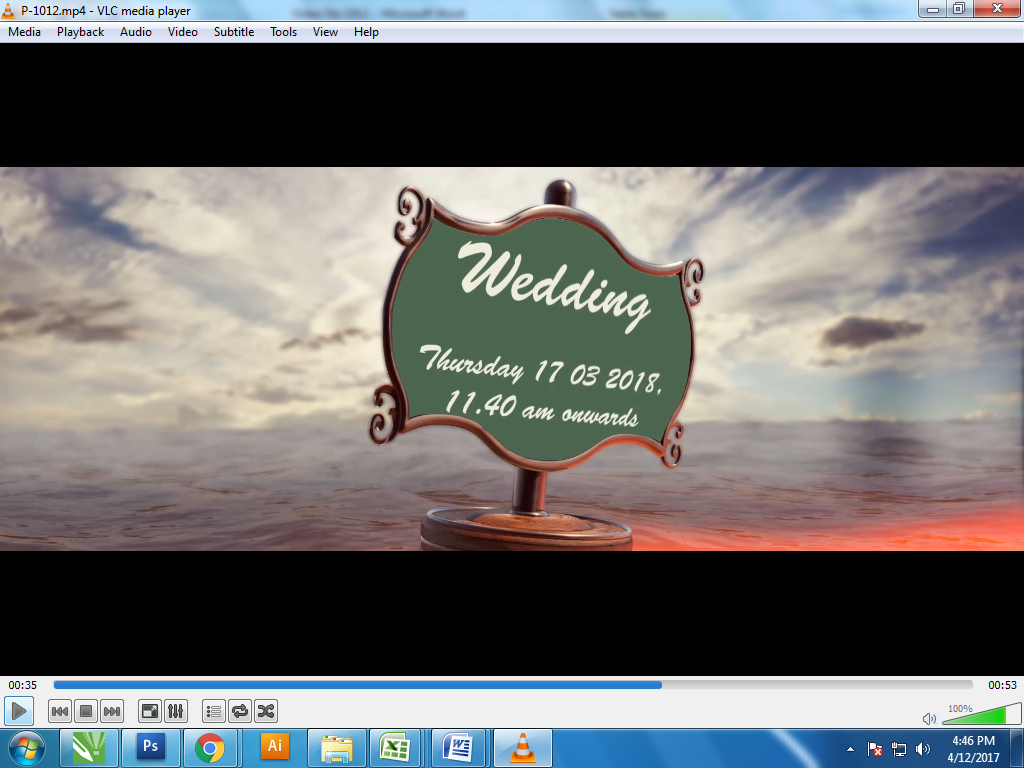 P-1012.mp4 - VLC media player
Media Playback Audio Video Subtitle Tools View Help
Wedding
Thursday 17 03 2018,
11.40 am onwards
00:35
00:53
100%
Ps
Ai
4:46 PM
4/12/2017